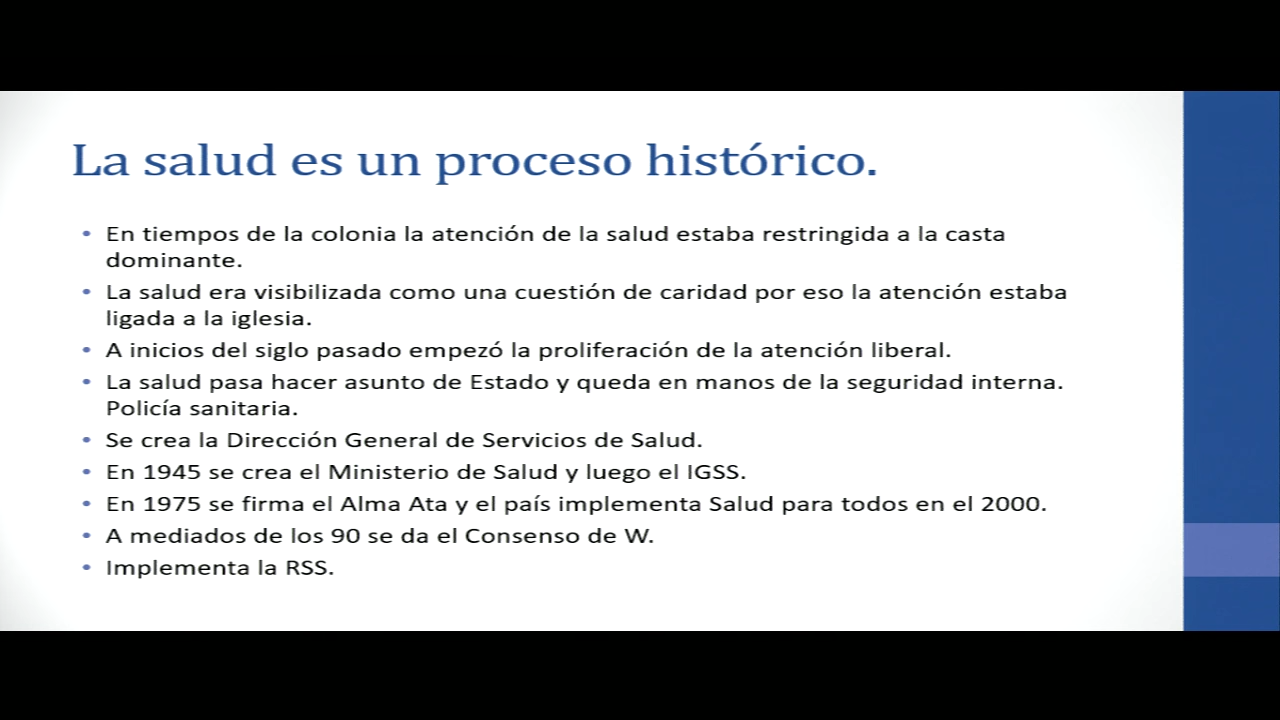 La salud es un proceso histórico.
• En tiempos de la colonia la atención de la salud estaba restringida a la casta
dominante.
• La salud era visibilizada como una cuestión de caridad por eso la atención estaba
ligada a la iglesia.
• A inicios del siglo pasado empezó la proliferación de la atención liberal.
• La salud pasa hacer asunto de Estado y queda en manos de la seguridad interna.
Policía sanitaria.
• Se crea la Dirección General de Servicios de Salud.
• En 1945 se crea el Ministerio de Salud y luego el IGSS.
• En 1975 se firma el Alma Ata y el país implementa Salud para todos en el 2000.
• A mediados de los 90 se da el Consenso de W.
• Implementa la RSS.